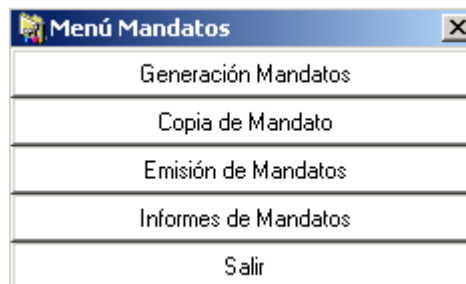 Menú Mandatos
Generación Mandatos
Copia de Mandato
Emisión de Mandatos
Informes de Mandatos
Salir